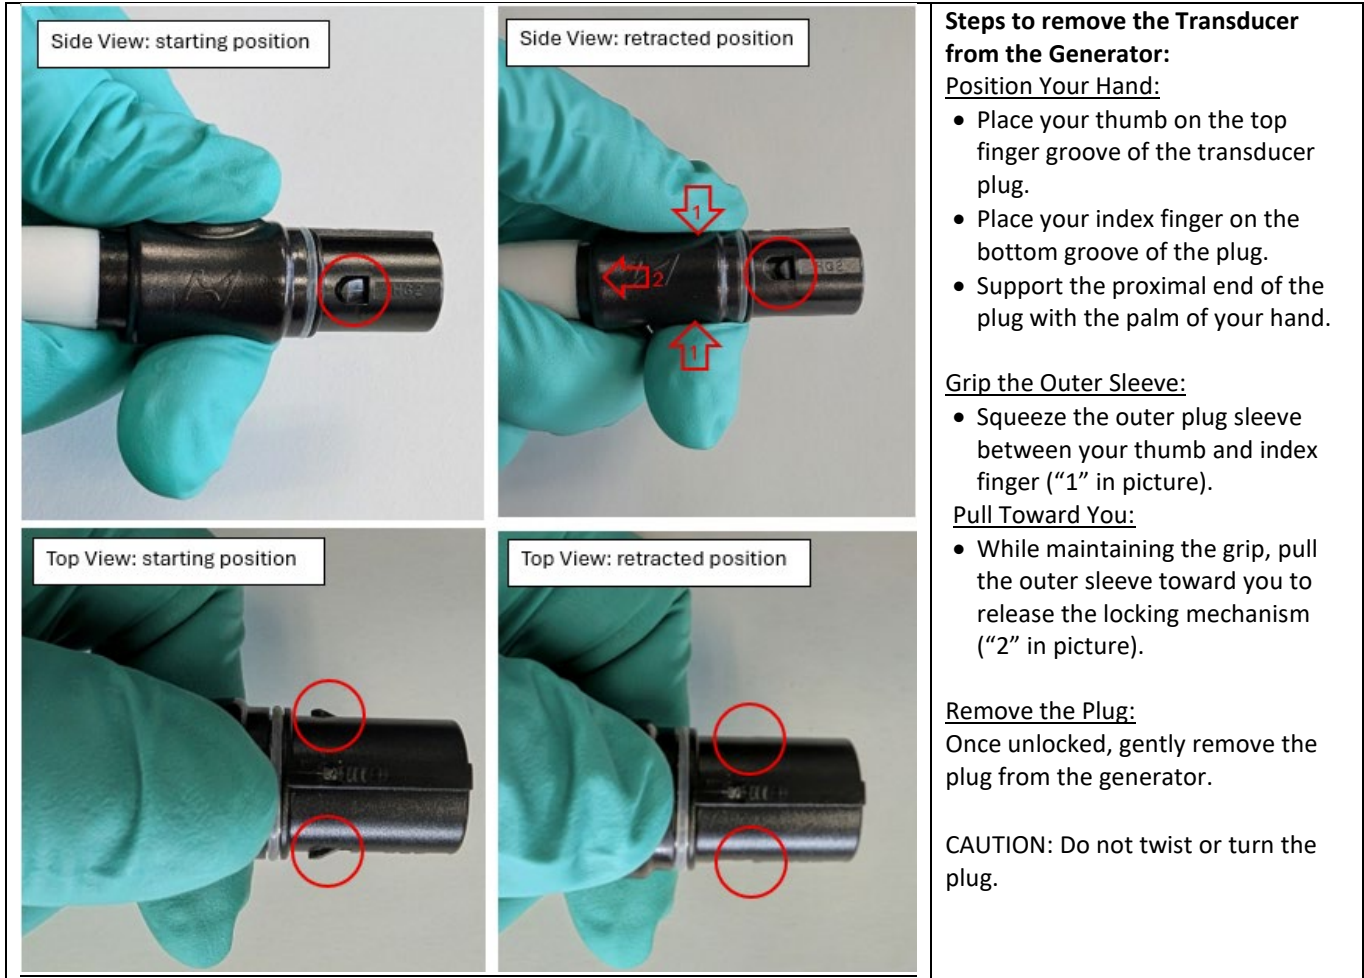 Side View: starting position
Side View: retracted position
1
2
1
HG2
Top View: starting position
Top View: retracted position
Steps to remove the Transducer
from the Generator:
Position Your Hand:
• Place your thumb on the top
finger groove of the transducer
plug.
• Place your index finger on the
bottom groove of the plug.
• Support the proximal end of the
plug with the palm of your hand.
Grip the Outer Sleeve:
• Squeeze the outer plug sleeve
between your thumb and index
finger (“1” in picture).
Pull Toward You:
• While maintaining the grip, pull
the outer sleeve toward you to
release the locking mechanism
(“2” in picture).
Remove the Plug:
Once unlocked, gently remove the
plug from the generator.
CAUTION: Do not twist or turn the
plug.